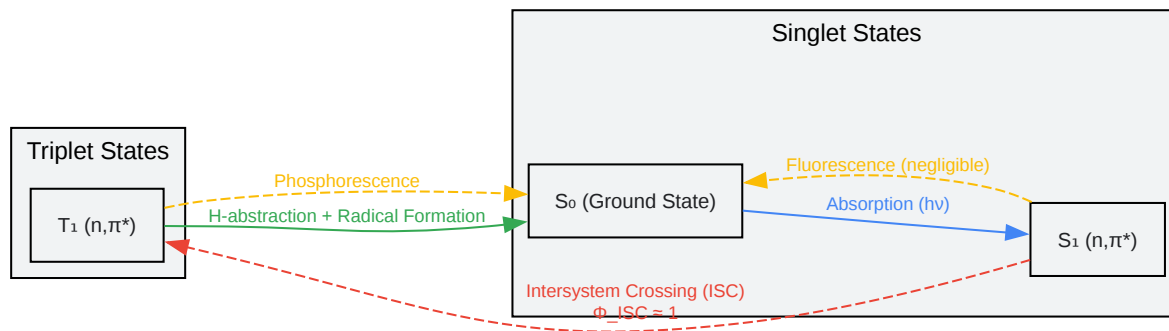 Singlet States
Triplet States
Phosphorescence
H-abstraction + Radical Formation
T₁ (n,π*)
S₀ (Ground State)
Fluorescence (negligible)
Absorption (hν)
S₁ (n,π*)
Intersystem Crossing (ISC)
Φ_ISC ≈ 1